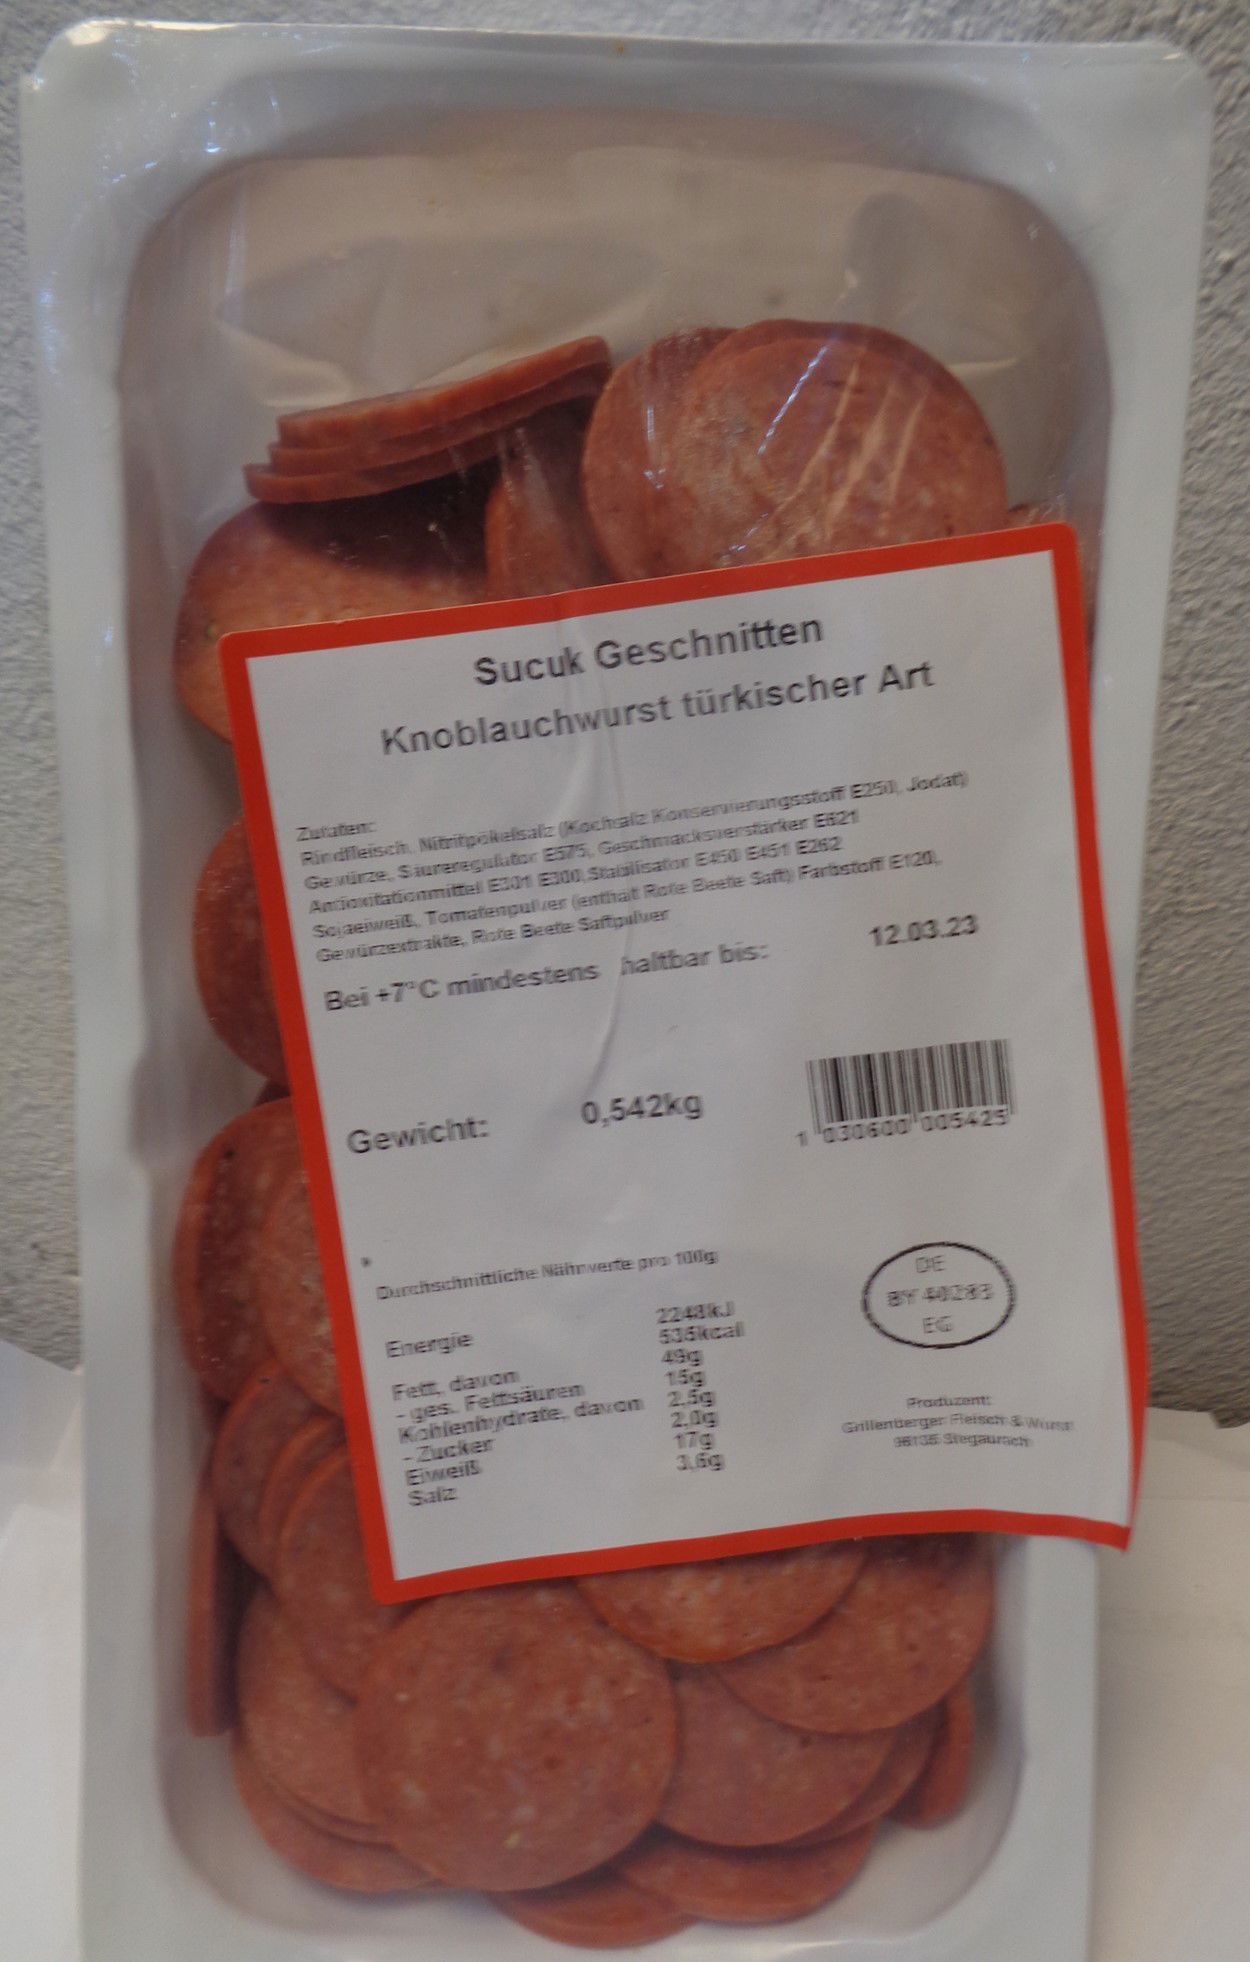 Sucuk Geschnitten
Knoblauchwurst türkischer Art
Zutaten:
Rindfleisch, Nitritpökelsalz (Kochsalz Konservierungsstoff E250, Jodat)
Gewürze, Säureregulator E575, Geschmacksverstärker E621
Antioxitationmittel E301 E300, Stabilisator E450 E451 E262
Sojaeiweiß, Tomatenpulver (enthält Rote Beete Saft) Farbstoff E120,
Gewürzextrakte, Rote Beete Saftpulver
Bei +7°C mindestens haltbar bis: 12.03.23
Gewicht: 0,542kg
1 030600 005425
*
Durchschnittliche Nährwerte pro 100g
Energie 2248kJ
536kcal
Fett, davon 49g
- ges. Fettsäuren 15g
Kohlenhydrate, davon 2,5g
- Zucker 2,0g
Eiweiß 17g
Salz 3,6g
DE
BY 40283
EG
Produzent:
Grillenberger Fleisch & Wurst
96135 Stegaurach